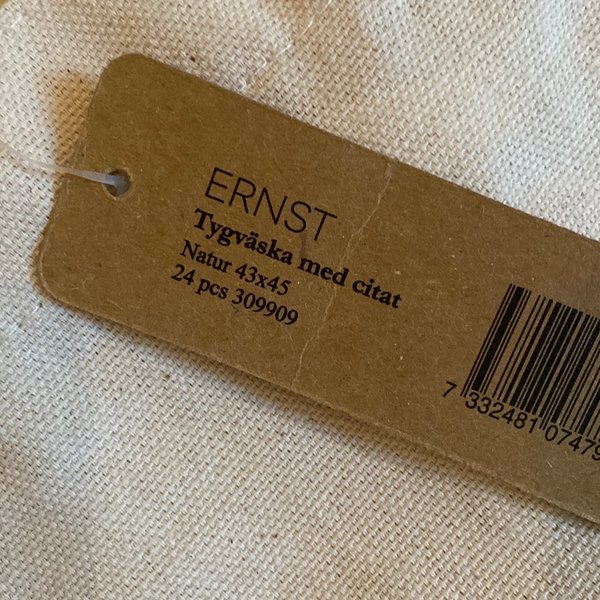 ERNST
Tygväska med citat
Natur 43x45
24 pcs 309909
7 332481 07479